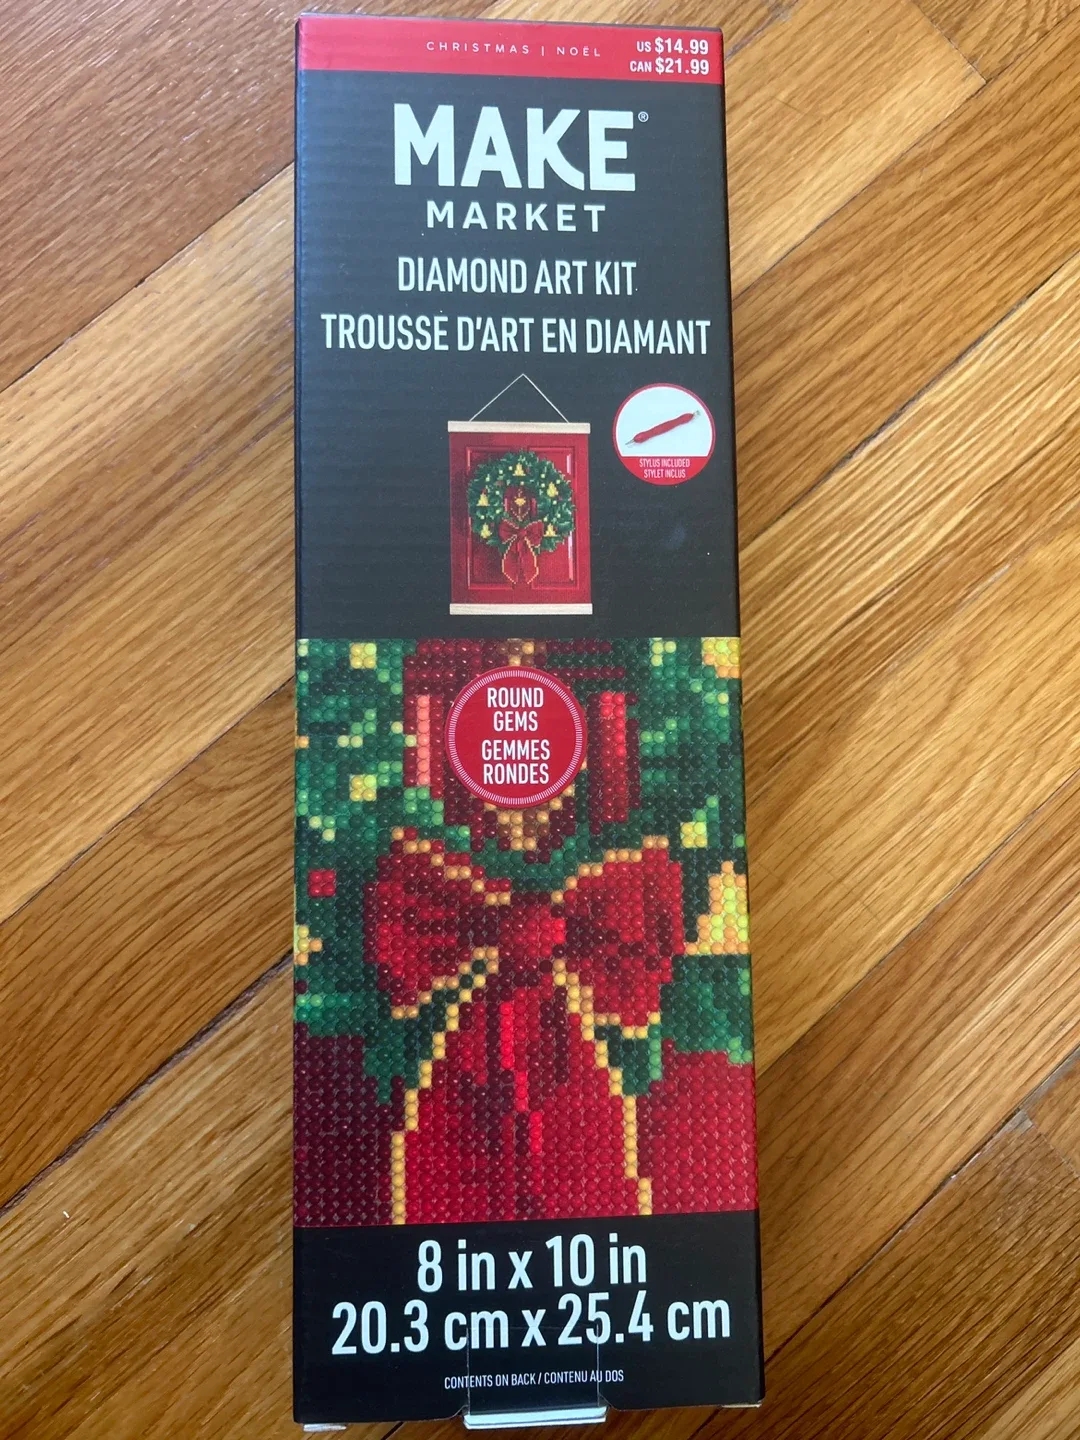 CHRISTMAS | NOËL
US $14.99
CAN $21.99
MAKE®
MARKET
DIAMOND ART KIT
TROUSSE D'ART EN DIAMANT
STYLUS INCLUDED
STYLET INCLUS
ROUND
GEMS
GEMMES
RONDES
8 in x 10 in
20.3 cm x 25.4 cm
CONTENTS ON BACK / CONTENU AU DOS